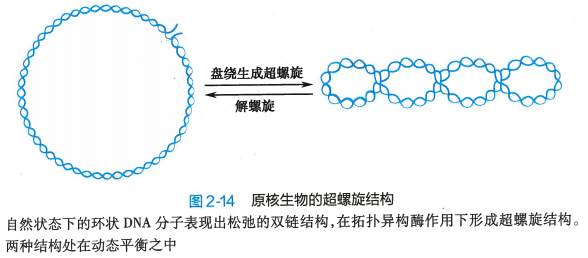 盘绕生成超螺旋
解螺旋
图2-14 原核生物的超螺旋结构
自然状态下的环状DNA分子表现出松弛的双链结构,在拓扑异构酶作用下形成超螺旋结构。
两种结构处在动态平衡之中